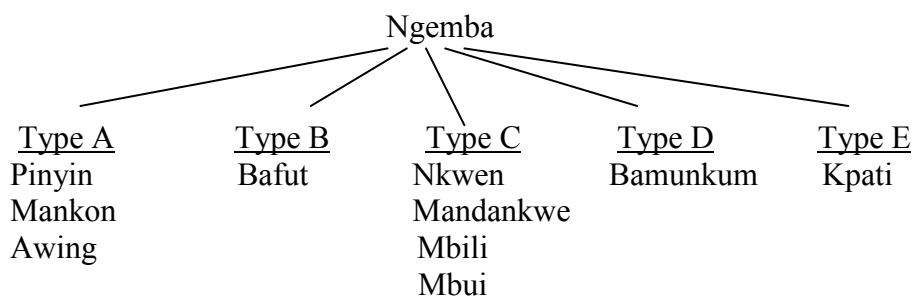 Ngemba
Type A Type B Type C Type D Type E
Pinyin Bafut Nkwen Bamunkum Kpati
Mankon Mandankwe
Awing Mbili
Mbui